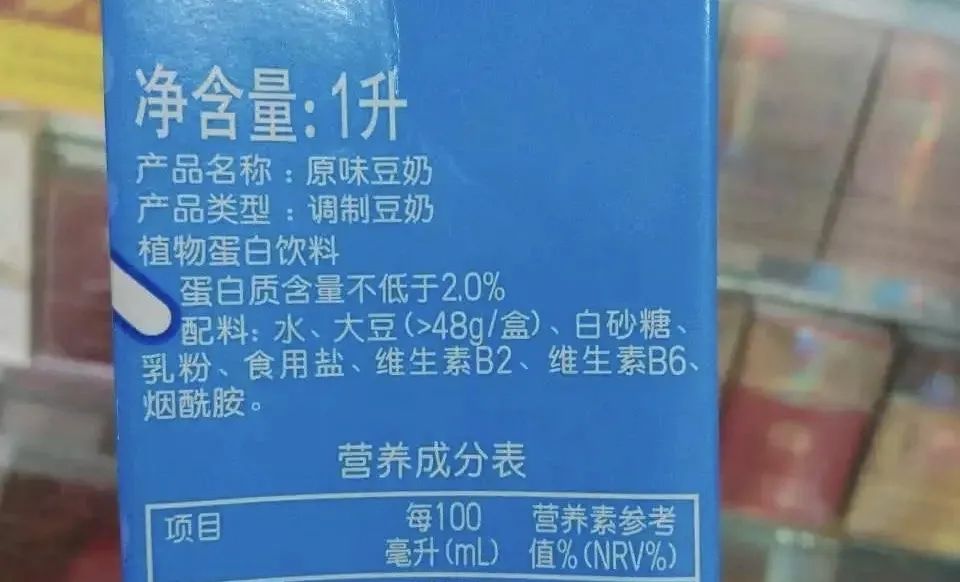 净含量:1升
产品名称：原味豆奶
产品类型：调制豆奶
植物蛋白饮料
蛋白质含量不低于2.0%
配料：水、大豆(>48g/盒)、白砂糖、
乳粉、食用盐、维生素B2、维生素B6、
烟酰胺。
营养成分表
项目 每100 营养素参考
毫升(mL) 值%(NRV%)